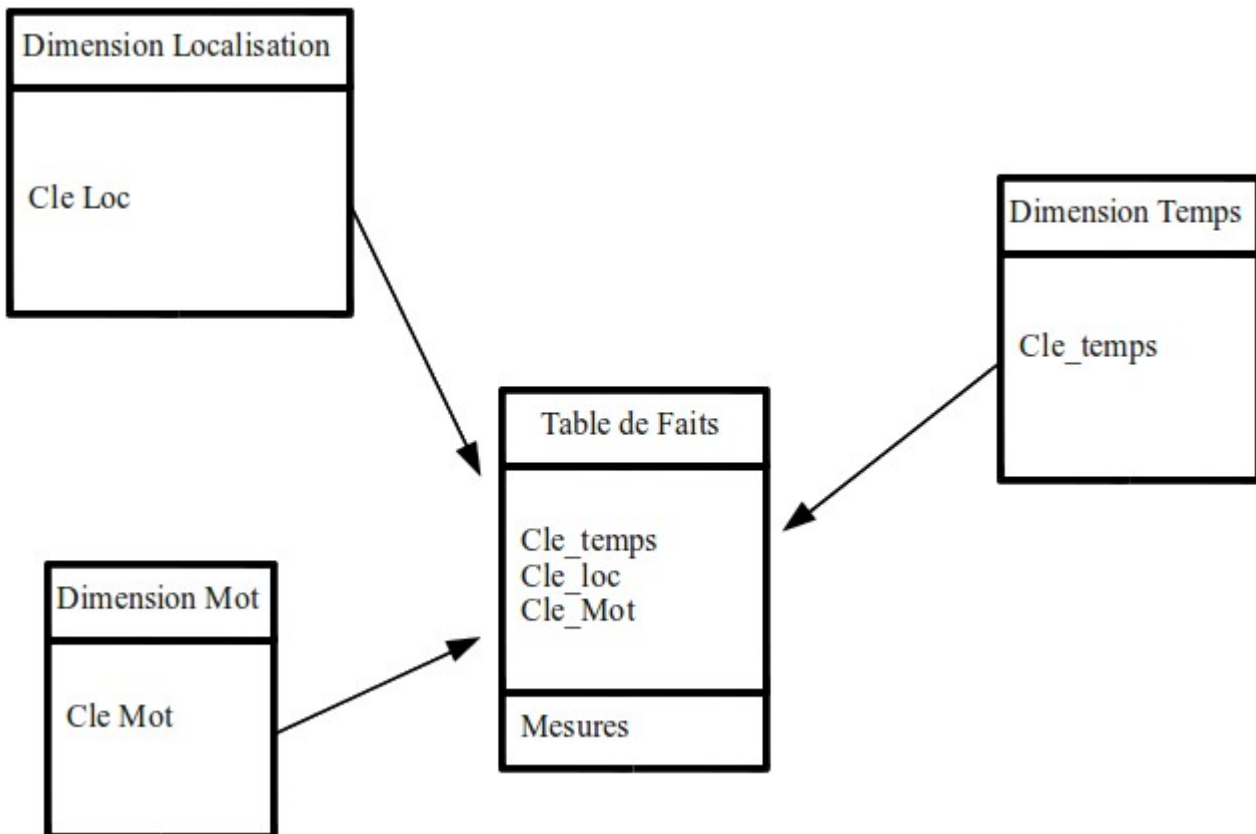 Dimension Localisation
Cle Loc
Dimension Temps
Cle_temps
Table de Faits
Cle_temps
Cle_loc
Cle_Mot
Mesures
Dimension Mot
Cle Mot